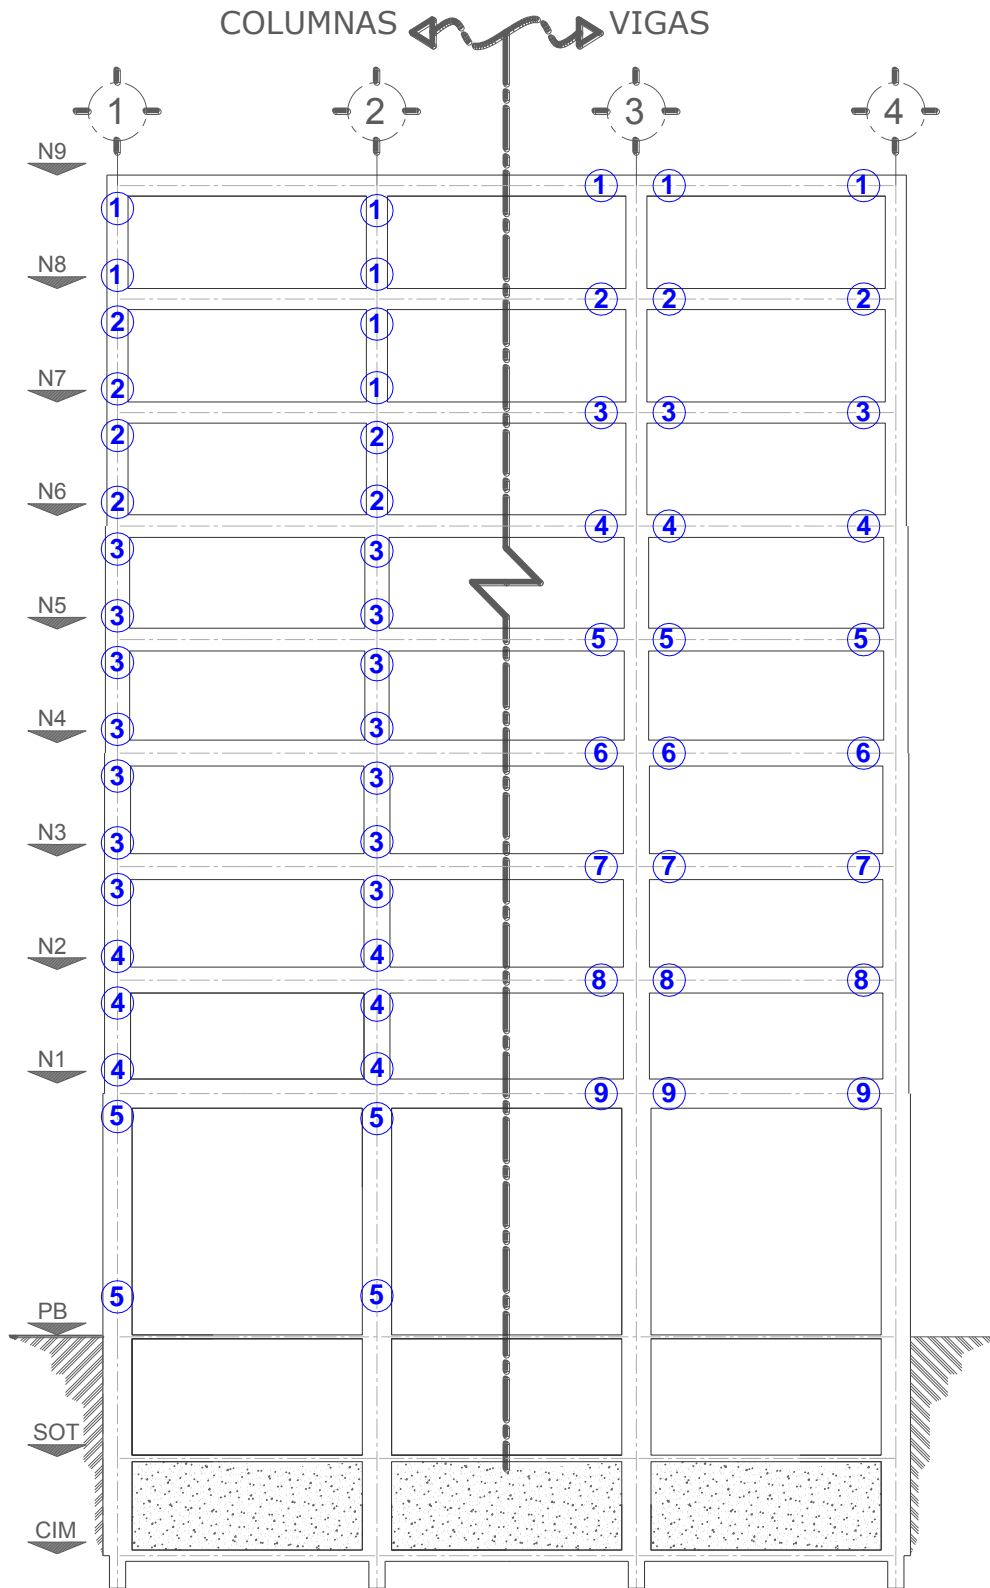 COLUMNAS VIGAS
1 2 3 4
N9
1 1 1
1 1
N8
1 1
2 2 2
2 1
N7
2 1
3 3 3
2 2
N6
2 2
4 4 4
3 3
N5
3 3
5 5 5
3 3
N4
3 3
6 6 6
3 3
N3
3 3
7 7 7
3 3
N2
4 4
8 8 8
4 4
N1
4 4
9 9 9
5 5
5 5
PB
SOT
CIM